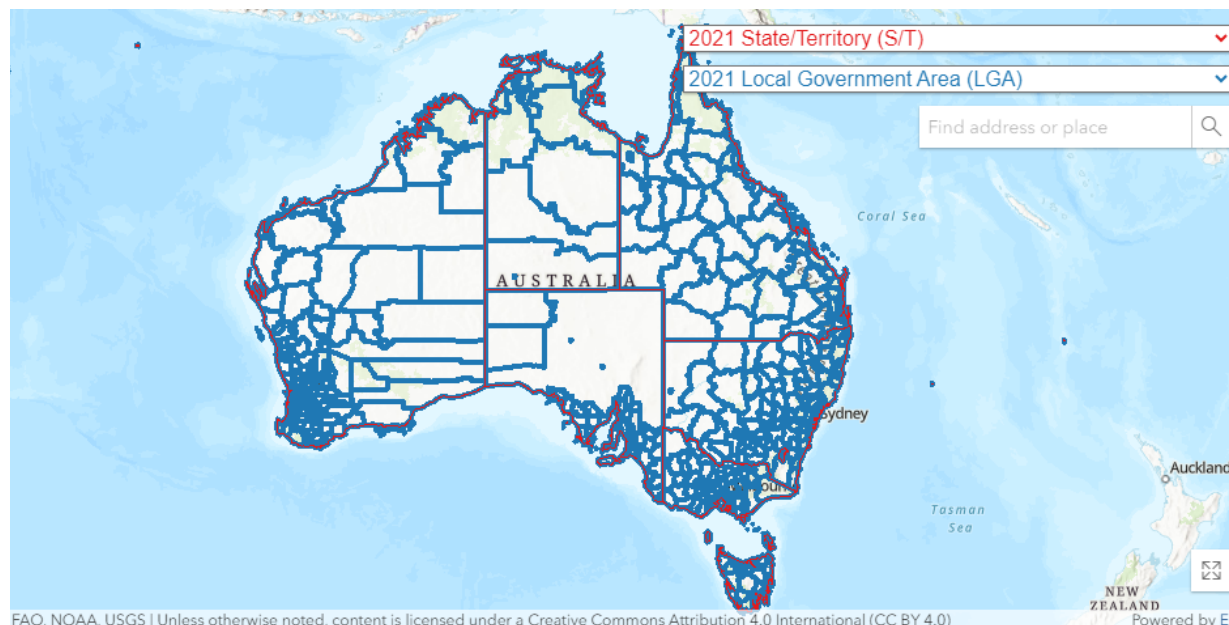 2021 State/Territory (S/T)
2021 Local Government Area (LGA)
Find address or place
Coral Sea
AUSTRALIA
Sydney
Auckland
Tasman
Sea
NEW
ZEALAND
FAO, NOAA, USGS | Unless otherwise noted, content is licensed under a Creative Commons Attribution 4.0 International (CC BY 4.0)
Powered by E